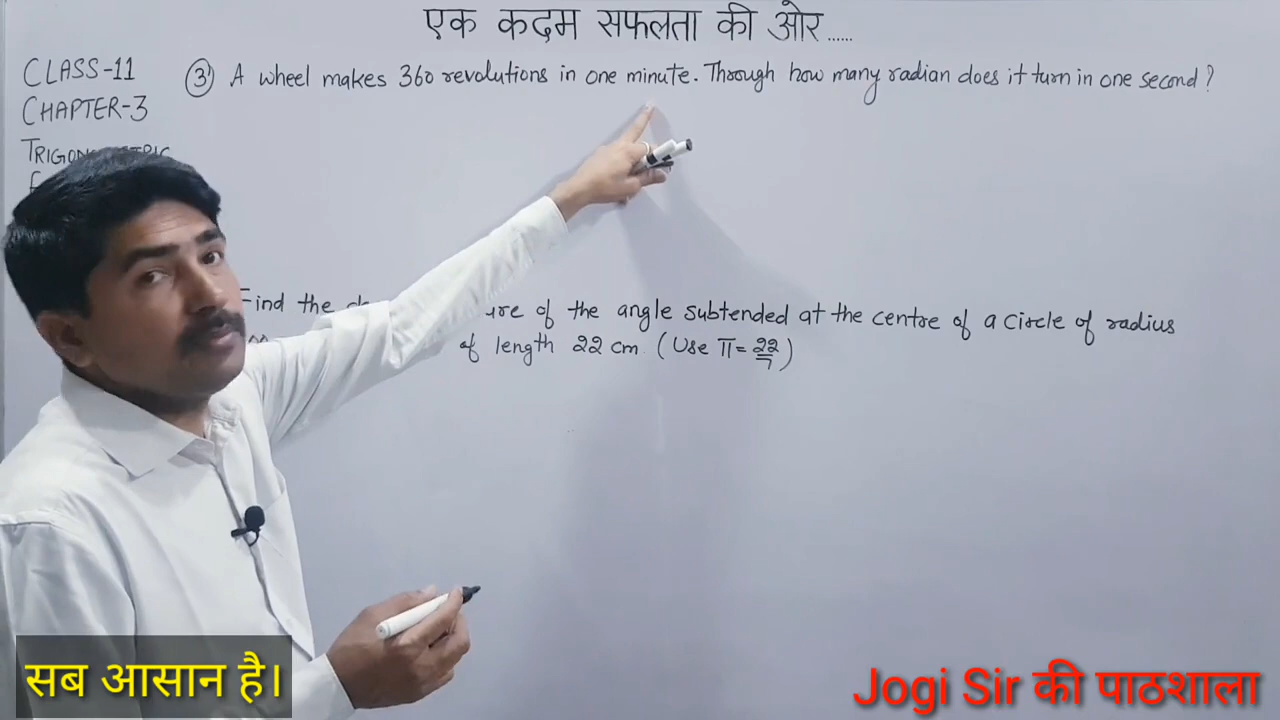 एक कदम सफलता की ओर......
CLASS-11
CHAPTER-3
③ A wheel makes 360 revolutions in one minute. Through how many radian does it turn in one second?
Find the ure of the angle subtended at the centre of a circle of radius
of length 22 cm. (Use π = 22/7)
सब आसान है।
Jogi Sir की पाठशाला